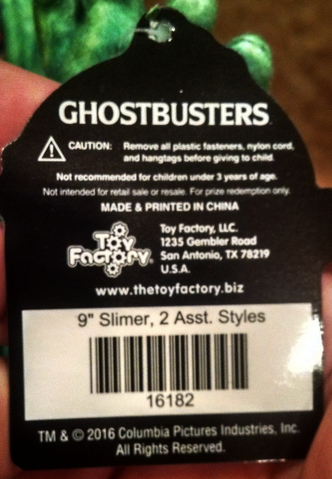 GHOSTBUSTERS
CAUTION: Remove all plastic fasteners, nylon cord,
and hangtags before giving to child.
Not recommended for children under 3 years of age.
Not intended for retail sale or resale. For prize redemption only.
MADE & PRINTED IN CHINA
Toy Factory
Toy Factory, LLC.
1235 Gembler Road
San Antonio, TX 78219
U.S.A.
www.thetoyfactory.biz
9" Slimer, 2 Asst. Styles
16182
TM & © 2016 Columbia Pictures Industries, Inc.
All Rights Reserved.